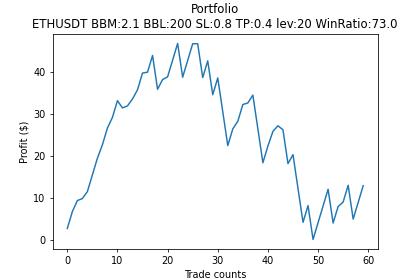 Portfolio
ETHUSDT BBM:2.1 BBL:200 SL:0.8 TP:0.4 lev:20 WinRatio:73.0
40
30
20
10
0
Profit ($)
0 10 20 30 40 50 60
Trade counts